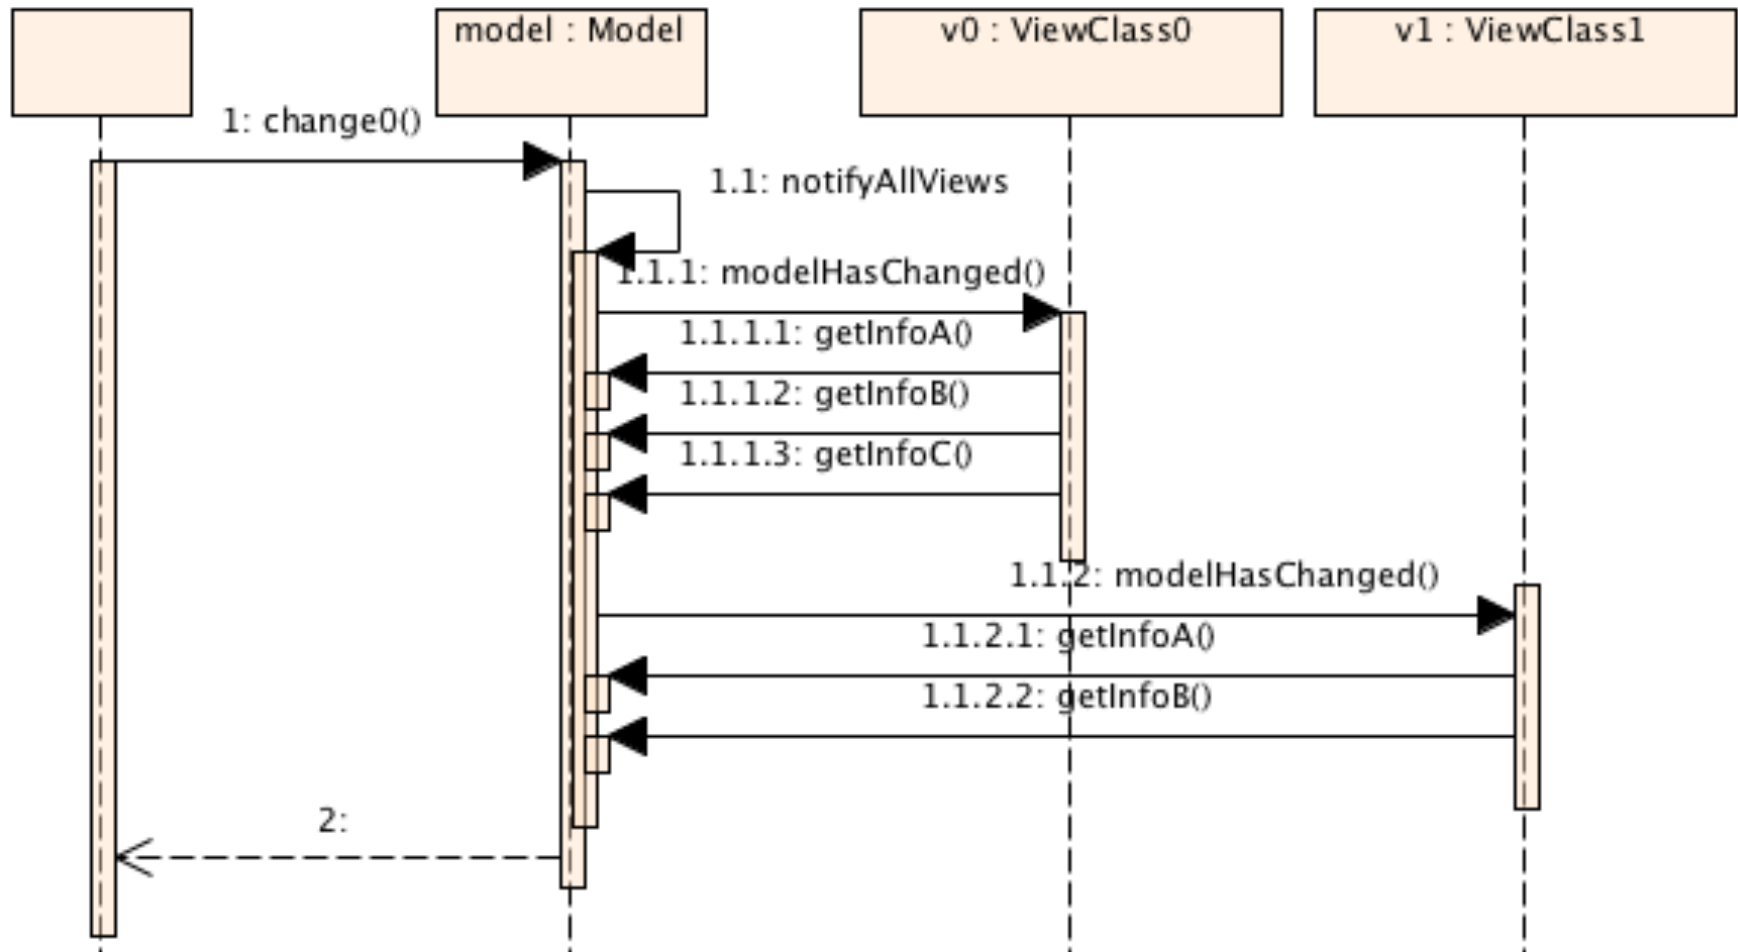 model : Model
v0 : ViewClass0
v1 : ViewClass1
1: change0()
1.1: notifyAllViews
1.1.1: modelHasChanged()
1.1.1.1: getInfoA()
1.1.1.2: getInfoB()
1.1.1.3: getInfoC()
1.1.2: modelHasChanged()
1.1.2.1: getInfoA()
1.1.2.2: getInfoB()
2: